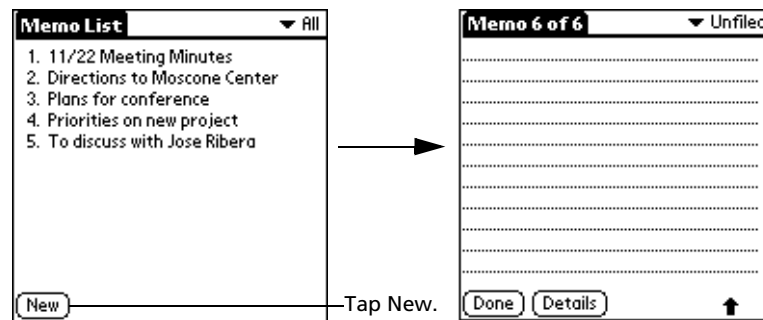 Memo List
All
1. 11/22 Meeting Minutes
2. Directions to Moscone Center
3. Plans for conference
4. Priorities on new project
5. To discuss with Jose Ribera
New
Tap New.
Memo 6 of 6
Unfiled
Done
Details